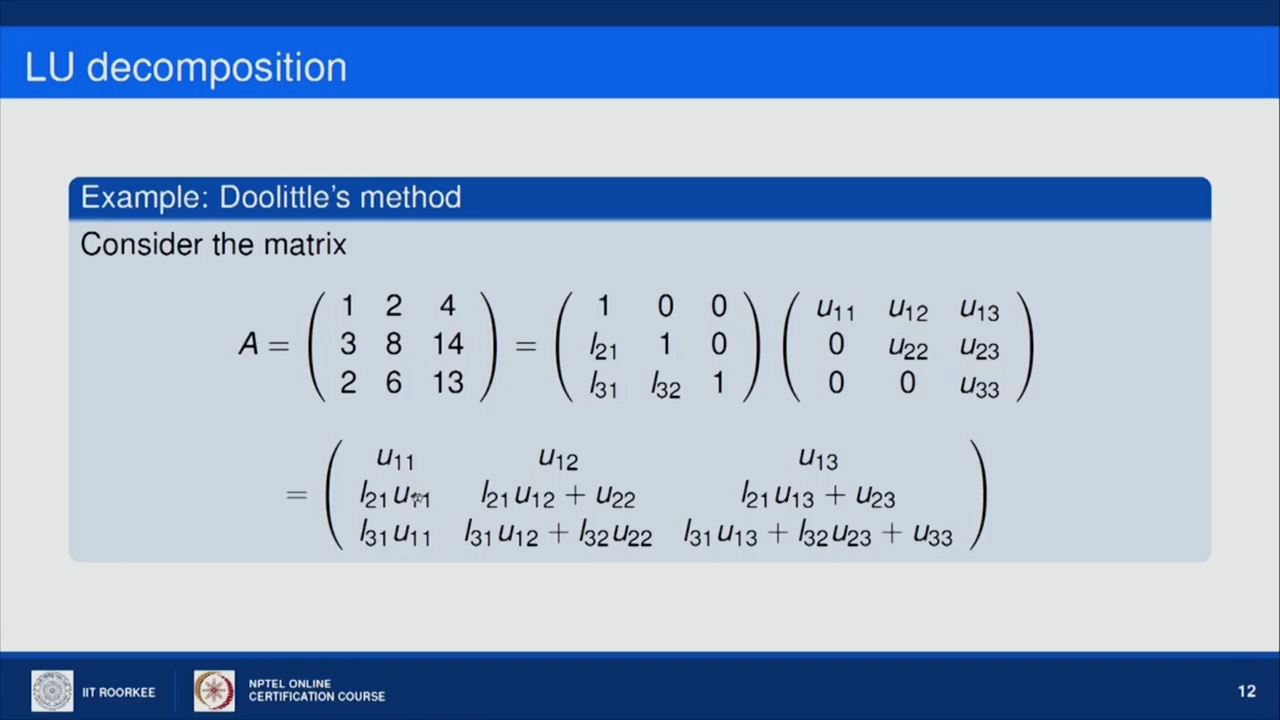 LU decomposition
Example: Doolittle's method
Consider the matrix
A = ( 1 2 4 ; 3 8 14 ; 2 6 13 ) = ( 1 0 0 ; l21 1 0 ; l31 l32 1 ) ( u11 u12 u13 ; 0 u22 u23 ; 0 0 u33 )
= ( u11 u12 u13 ; l21u11 l21u12 + u22 l21u13 + u23 ; l31u11 l31u12 + l32u22 l31u13 + l32u23 + u33 )
IIT ROORKEE
NPTEL ONLINE
CERTIFICATION COURSE
12